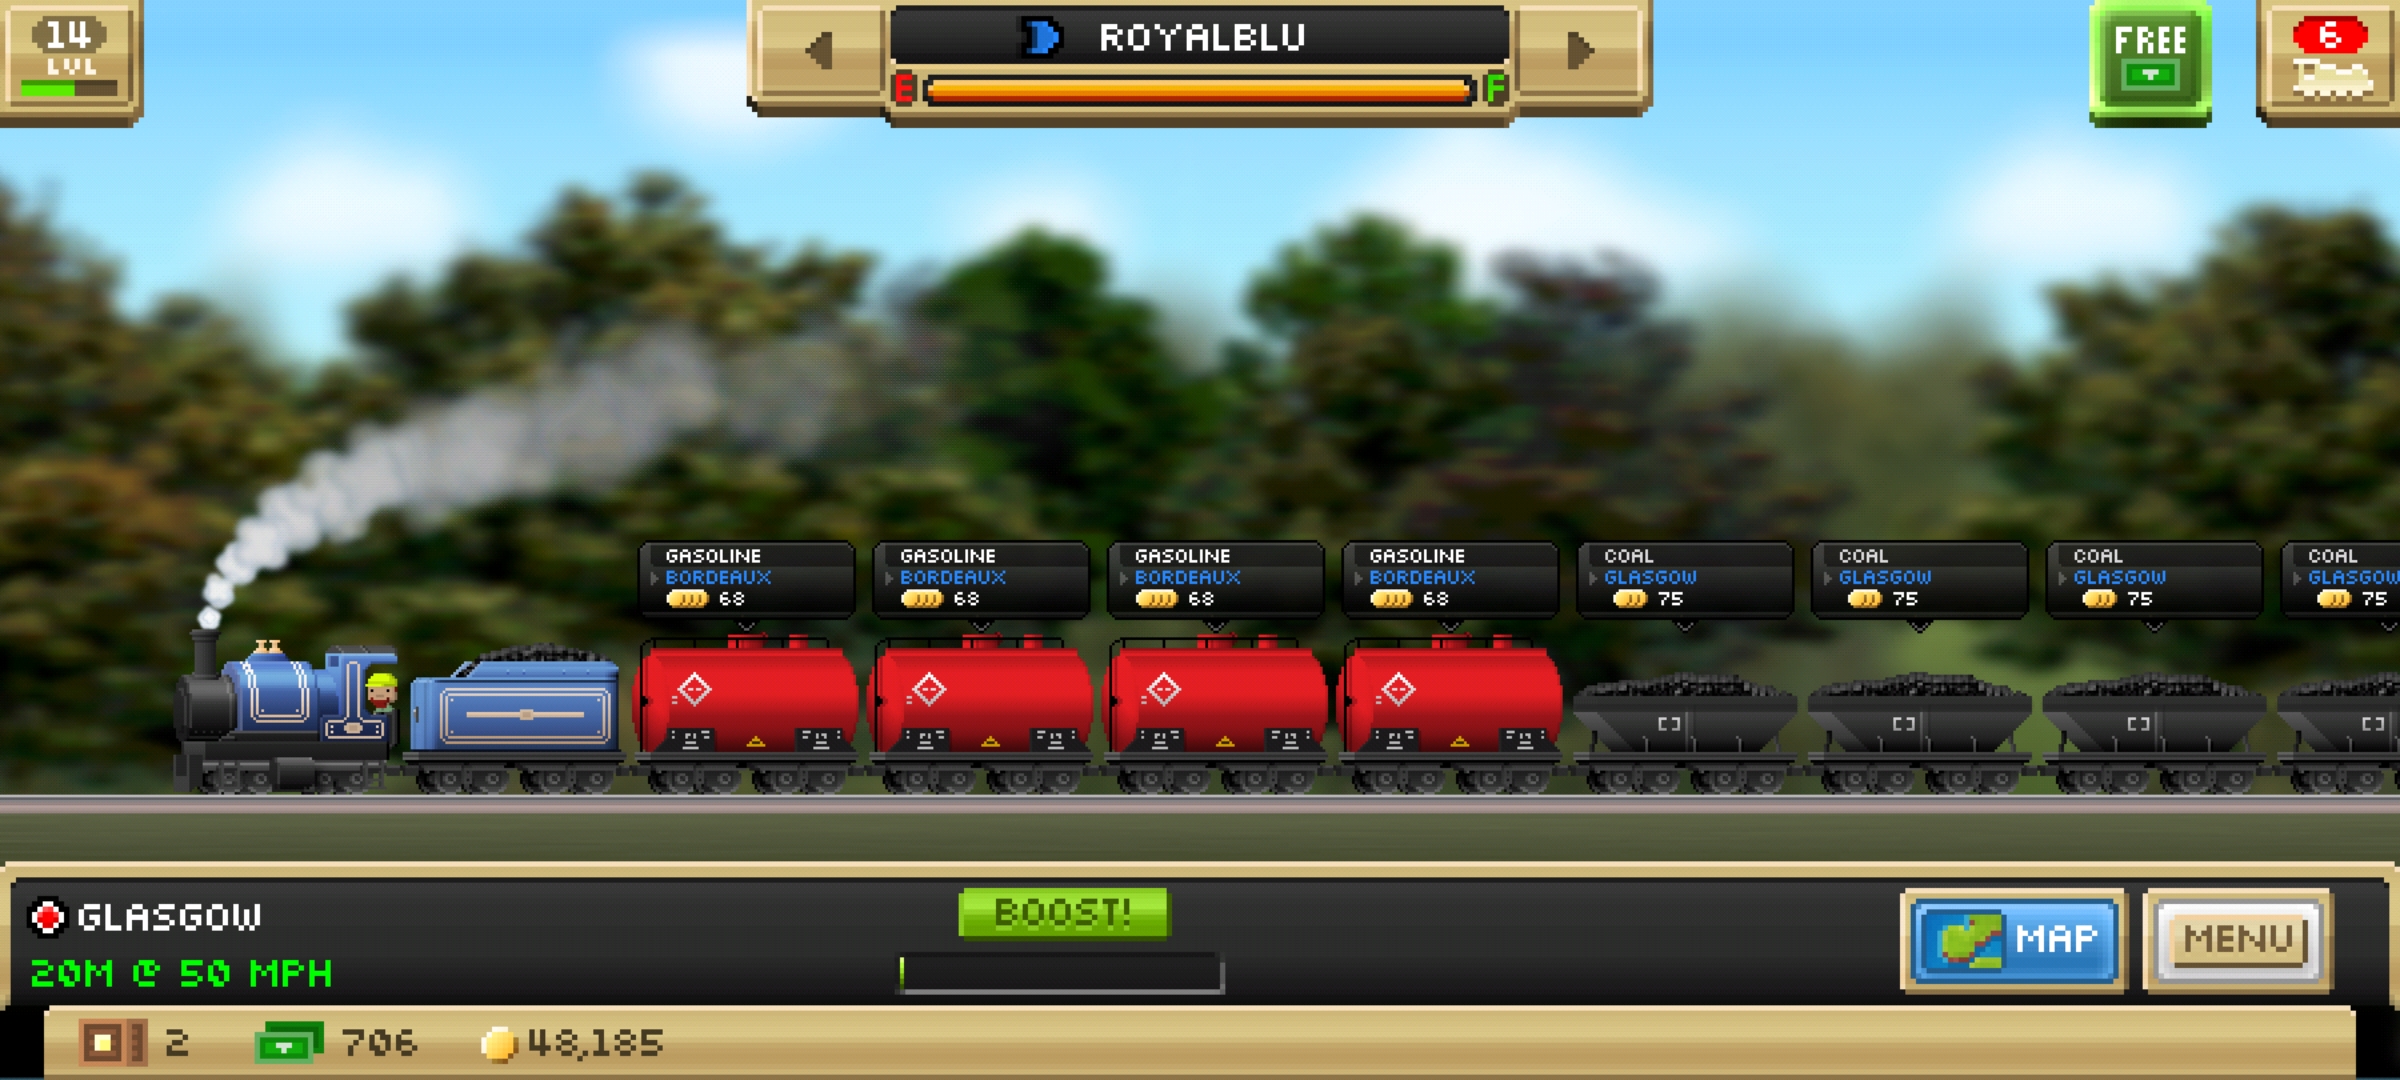 14
LVL
ROYALBLU
E F
FREE
6
GASOLINE
BORDEAUX
68
GASOLINE
BORDEAUX
68
GASOLINE
BORDEAUX
68
GASOLINE
BORDEAUX
68
COAL
GLASGOW
75
COAL
GLASGOW
75
COAL
GLASGOW
75
COAL
GLASGOW
75
GLASGOW
20M @ 50 MPH
BOOST!
MAP
MENU
2 706 48,185